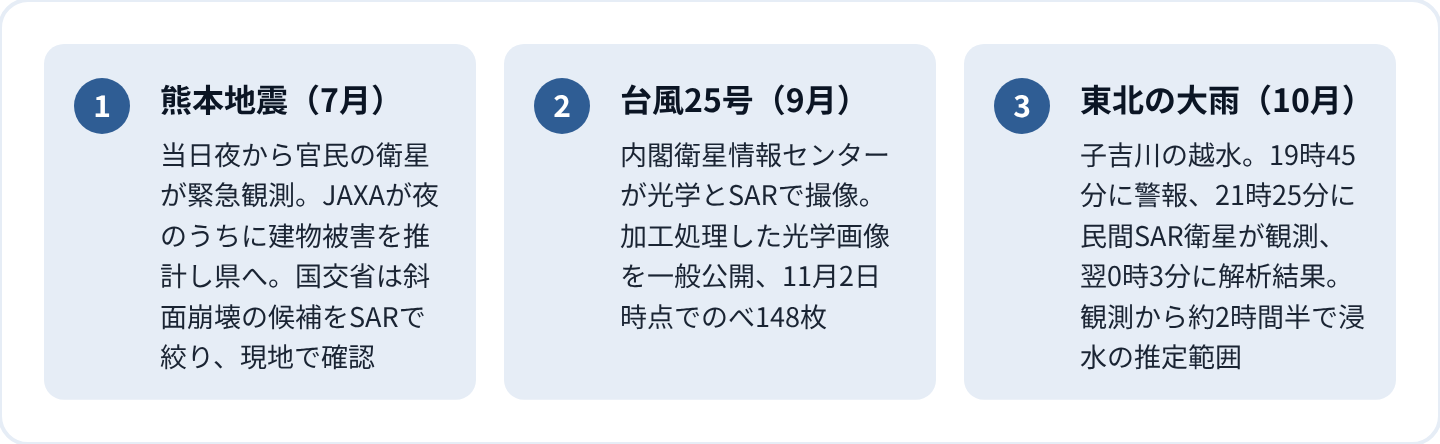 1
熊本地震（7月）
当日夜から官民の衛星
が緊急観測。JAXAが夜
のうちに建物被害を推
計し県へ。国交省は斜
面崩壊の候補をSARで
絞り、現地で確認
2
台風25号（9月）
内閣衛星情報センター
が光学とSARで撮像。
加工処理した光学画像
を一般公開、11月2日
時点でのべ148枚
3
東北の大雨（10月）
子吉川の越水。19時45
分に警報、21時25分に
民間SAR衛星が観測、
翌0時3分に解析結果。
観測から約2時間半で浸
水の推定範囲